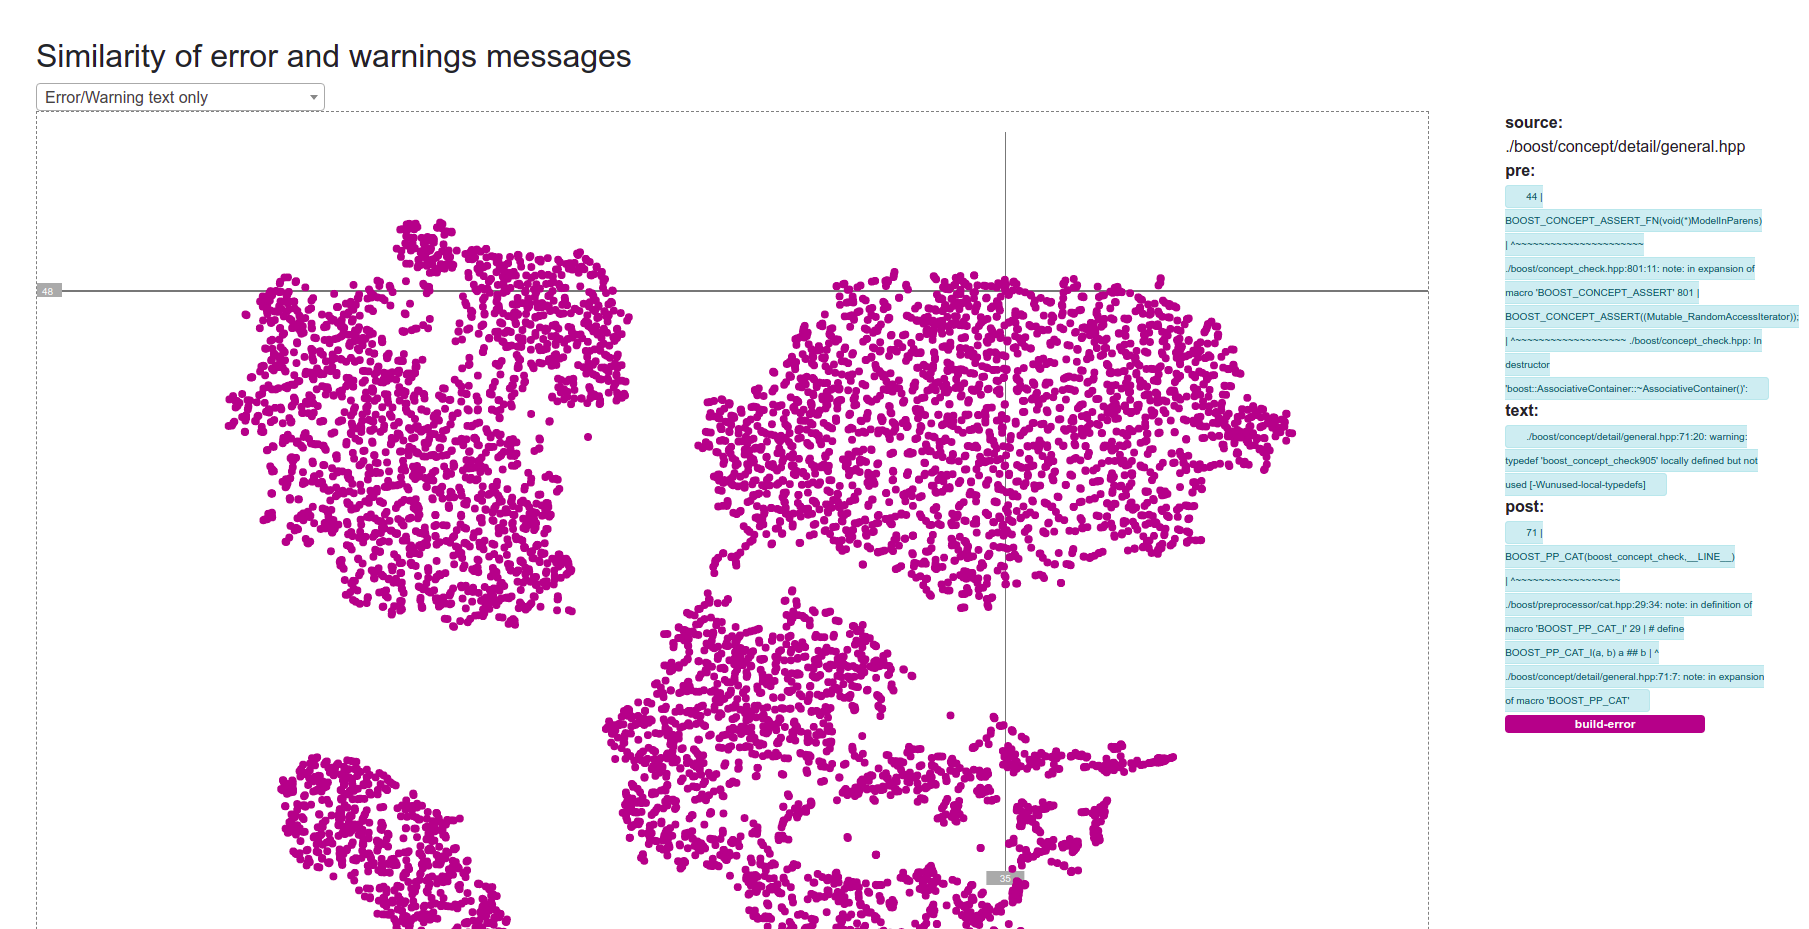 Similarity of error and warnings messages
Error/Warning text only
48
35
source:
./boost/concept/detail/general.hpp
pre:
44 |
BOOST_CONCEPT_ASSERT_FN(void(*)ModelInParens)
| ^~~~~~~~~~~~~~~~~~~~~~~
./boost/concept_check.hpp:801:11: note: in expansion of
macro 'BOOST_CONCEPT_ASSERT' 801 |
BOOST_CONCEPT_ASSERT((Mutable_RandomAccessIterator));
| ^~~~~~~~~~~~~~~~~~~~ ./boost/concept_check.hpp: In
destructor
'boost::AssociativeContainer::~AssociativeContainer()':
text:
./boost/concept/detail/general.hpp:71:20: warning:
typedef 'boost_concept_check905' locally defined but not
used [-Wunused-local-typedefs]
post:
71 |
BOOST_PP_CAT(boost_concept_check,__LINE__)
| ^~~~~~~~~~~~~~~~~~~
./boost/preprocessor/cat.hpp:29:34: note: in definition of
macro 'BOOST_PP_CAT_I' 29 | # define
BOOST_PP_CAT_I(a, b) a ## b | ^
./boost/concept/detail/general.hpp:71:7: note: in expansion
of macro 'BOOST_PP_CAT'
build-error